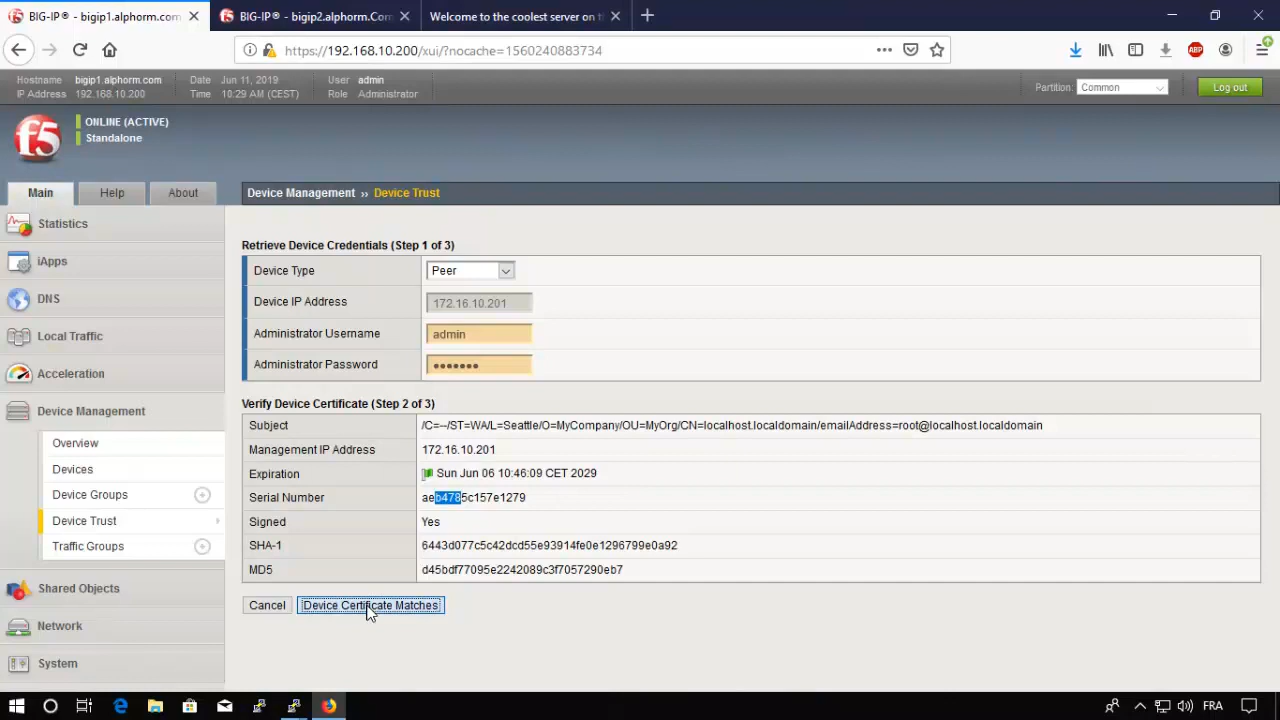 BIG-IP® - bigip1.alphorm.com
BIG-IP® - bigip2.alphorm.Com
Welcome to the coolest server on th
https://192.168.10.200/xui/?nocache=1560240883734
ABP
Hostname bigip1.alphorm.com Date Jun 11, 2019 User admin
IP Address 192.168.10.200 Time 10:29 AM (CEST) Role Administrator
Partition: Common
Log out
f5
ONLINE (ACTIVE)
Standalone
Main Help About
Device Management ›› Device Trust
Statistics
iApps
DNS
Local Traffic
Acceleration
Device Management
Overview
Devices
Device Groups
Device Trust
Traffic Groups
Shared Objects
Network
System
Retrieve Device Credentials (Step 1 of 3)
Device Type Peer
Device IP Address 172.16.10.201
Administrator Username admin
Administrator Password •••••••
Verify Device Certificate (Step 2 of 3)
Subject /C=--/ST=WA/L=Seattle/O=MyCompany/OU=MyOrg/CN=localhost.localdomain/emailAddress=root@localhost.localdomain
Management IP Address 172.16.10.201
Expiration Sun Jun 06 10:46:09 CET 2029
Serial Number aeb4785c157e1279
Signed Yes
SHA-1 6443d077c5c42dcd55e93914fe0e1296799e0a92
MD5 d45bdf77095e2242089c3f7057290eb7
Cancel Device Certificate Matches
FRA